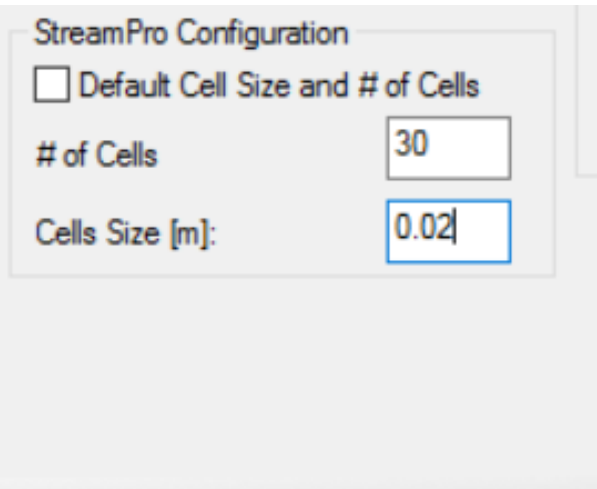 StreamPro Configuration
Default Cell Size and # of Cells
# of Cells 30
Cells Size [m]: 0.02